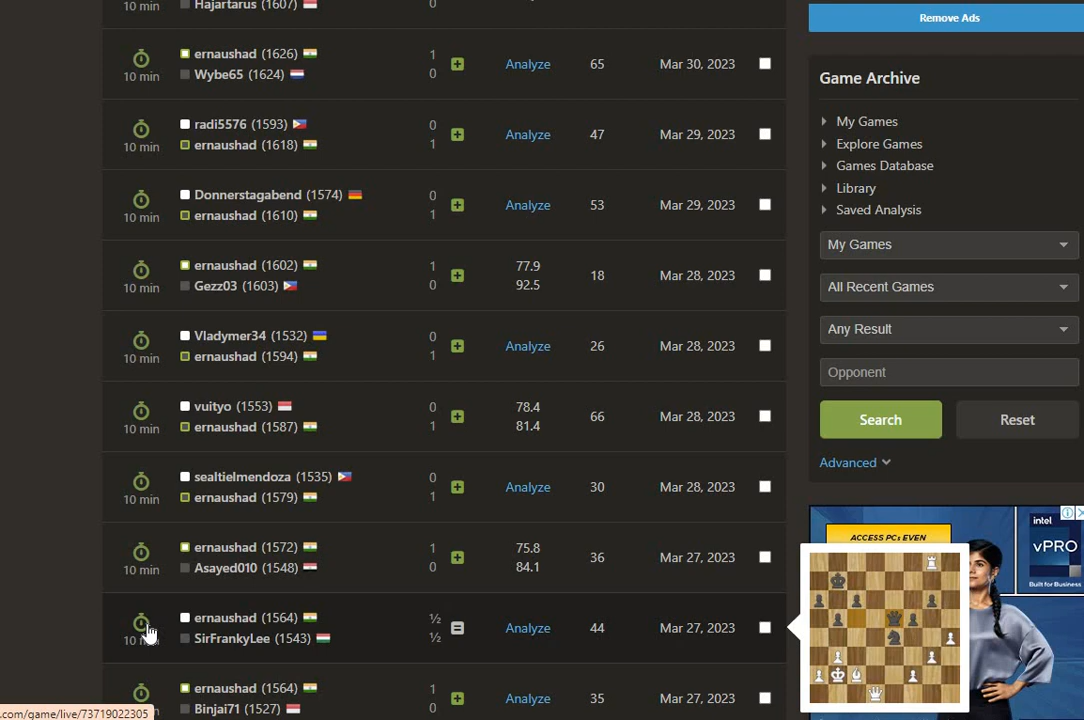 Hajartarus (1607)
0
10 min
ernaushad (1626)
Wybe65 (1624)
1
0
Analyze
65
Mar 30, 2023
10 min
radi5576 (1593)
ernaushad (1618)
0
1
Analyze
47
Mar 29, 2023
10 min
Donnerstagabend (1574)
ernaushad (1610)
0
1
Analyze
53
Mar 29, 2023
10 min
ernaushad (1602)
Gezz03 (1603)
1
0
77.9
92.5
18
Mar 28, 2023
10 min
Vladymer34 (1532)
ernaushad (1594)
0
1
Analyze
26
Mar 28, 2023
10 min
vuityo (1553)
ernaushad (1587)
0
1
78.4
81.4
66
Mar 28, 2023
10 min
sealtielmendoza (1535)
ernaushad (1579)
0
1
Analyze
30
Mar 28, 2023
10 min
ernaushad (1572)
Asayed010 (1548)
1
0
75.8
84.1
36
Mar 27, 2023
10
ernaushad (1564)
SirFrankyLee (1543)
½
½
Analyze
44
Mar 27, 2023
10 min
ernaushad (1564)
Binjai71 (1527)
1
0
Analyze
35
Mar 27, 2023
.com/game/live/73719022305
Remove Ads
Game Archive
My Games
Explore Games
Games Database
Library
Saved Analysis
My Games
All Recent Games
Any Result
Opponent
Search
Reset
Advanced
ACCESS PCs EVEN
intel
vPRO
Built for Business